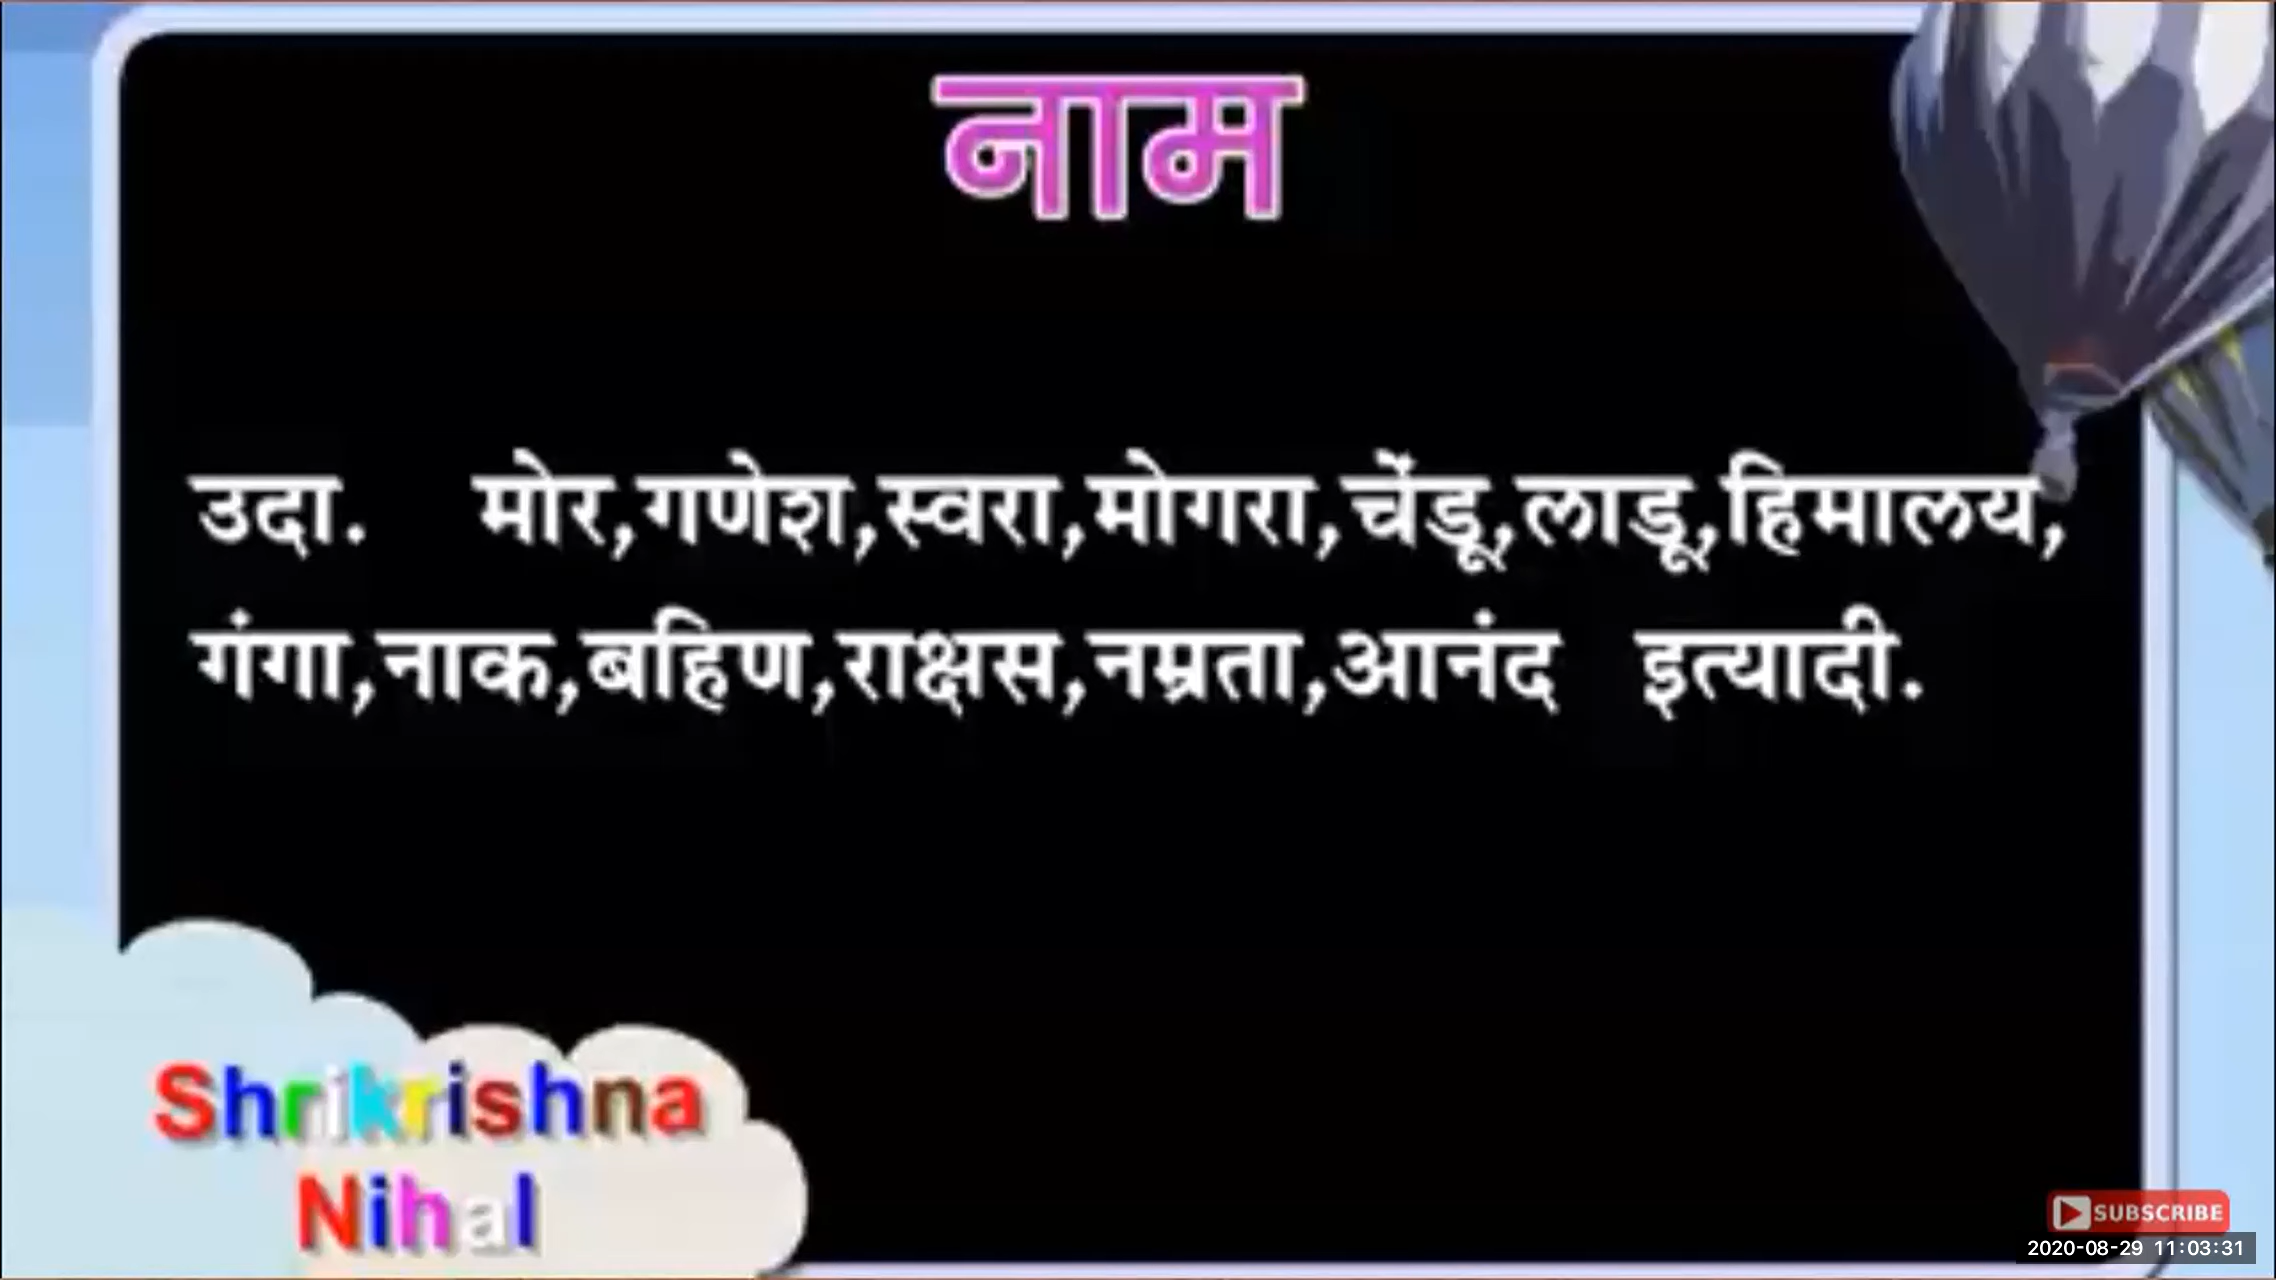 नाम
उदा. मोर,गणेश,स्वरा,मोगरा,चेंडू,लाडू,हिमालय,
गंगा,नाक,बहिण,राक्षस,नम्रता,आनंद इत्यादी.
Shrikrishna
Nihal
SUBSCRIBE
2020-08-29 11:03:31